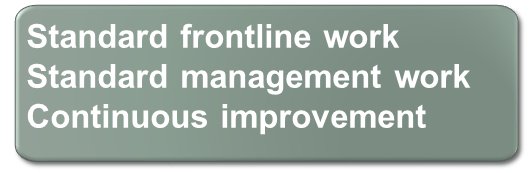 Standard frontline work
Standard management work
Continuous improvement